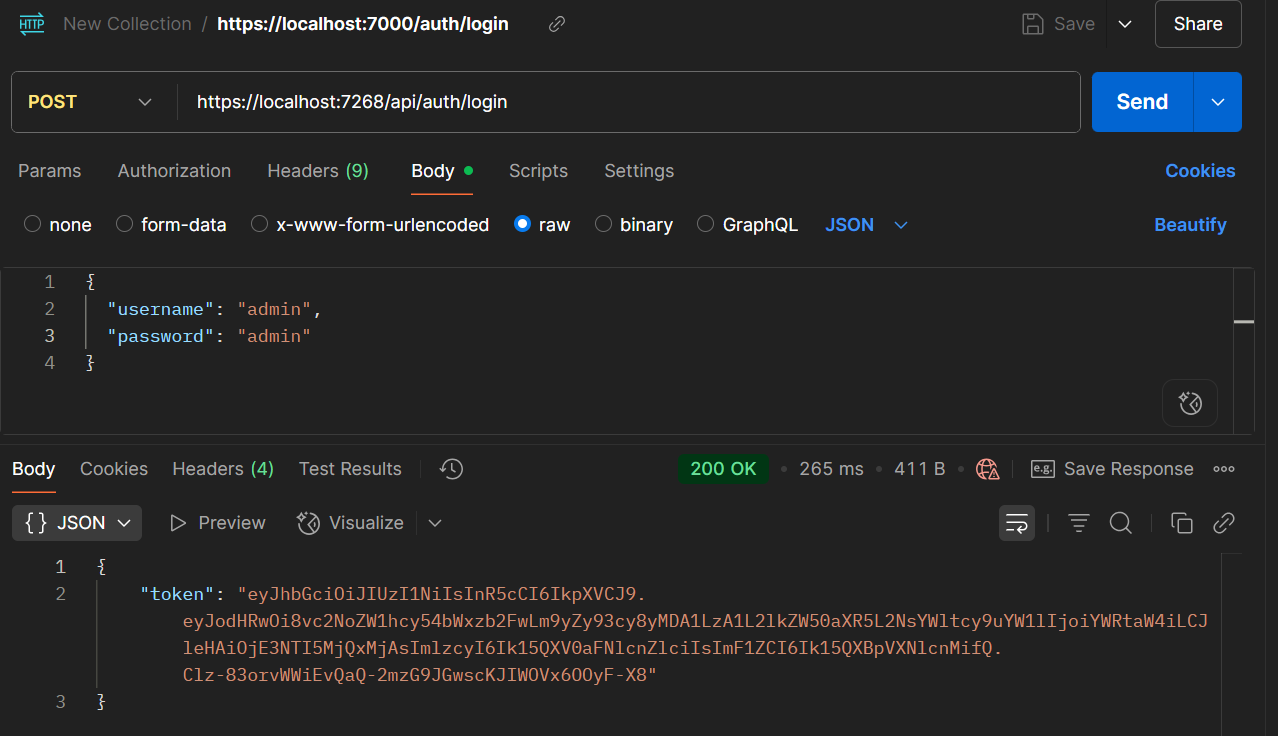 HTTP New Collection / https://localhost:7000/auth/login Save Share
POST https://localhost:7268/api/auth/login Send
Params Authorization Headers (9) Body Scripts Settings Cookies
none form-data x-www-form-urlencoded raw binary GraphQL JSON Beautify
1 {
2 "username": "admin",
3 "password": "admin"
4 }
Body Cookies Headers (4) Test Results 200 OK • 265 ms • 411 B • e.g. Save Response
{} JSON Preview Visualize
1 {
2 "token": "eyJhbGciOiJIUzI1NiIsInR5cCI6IkpXVCJ9.
eyJodHRwOi8vc2NoZW1hcy54bWxzb2FwLm9yZy93cy8yMDA1LzA1L2lkZW50aXR5L2NsYWltcy9uYW1lIjoiYWRtaW4iLCJ
leHAiOjE3NTI5MjQxMjAsImlzcyI6Ik15QXV0aFNlcnZlciIsImF1ZCI6Ik15QXBpVXNlcnMifQ.
Clz-83orvWWiEvQaQ-2mzG9JGwscKJIWOVx6OOyF-X8"
3 }